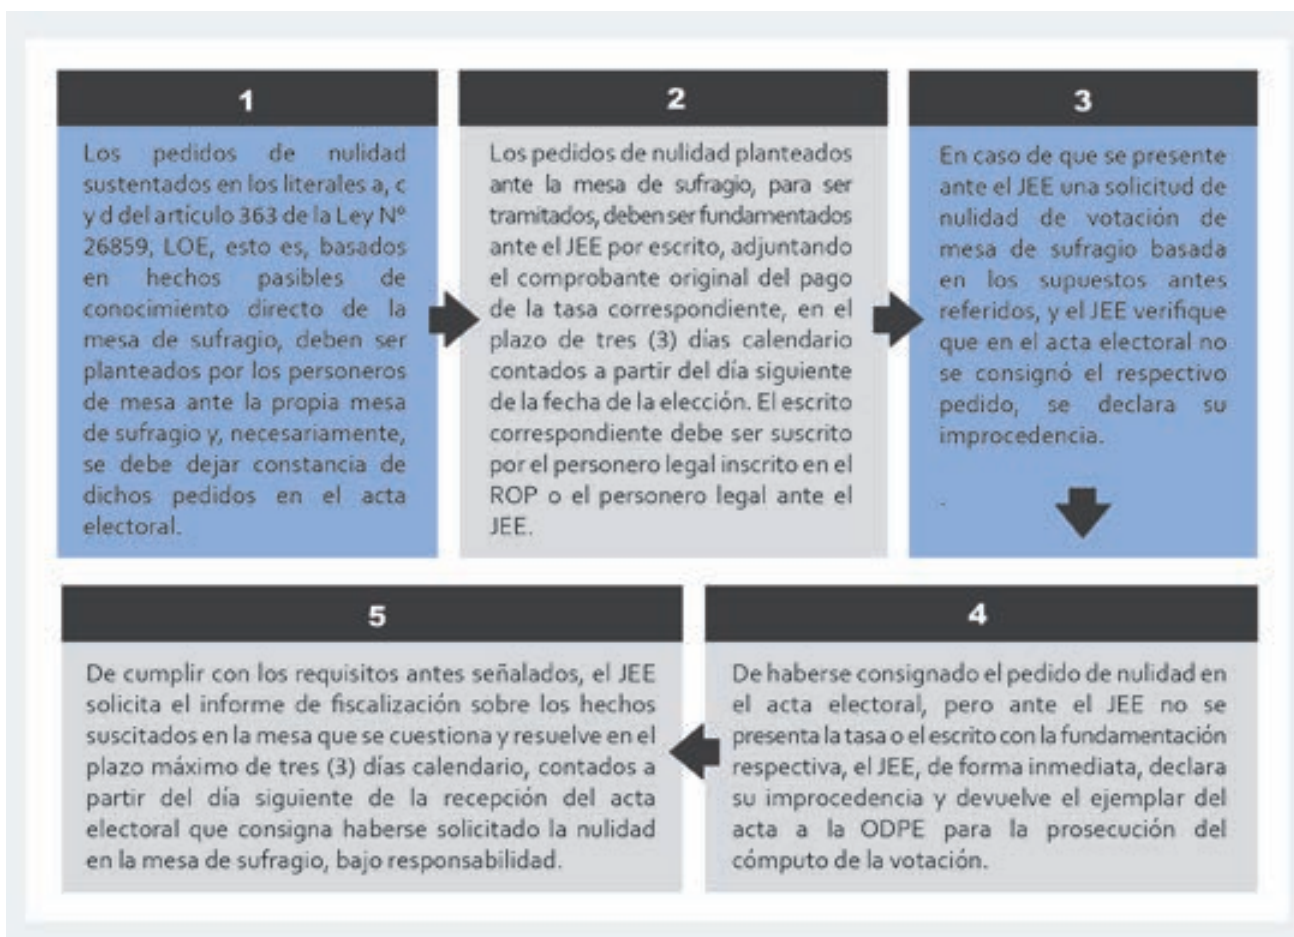 1
Los pedidos de nulidad
sustentados en los literales a, c
y d del artículo 363 de la Ley Nº
26859, LOE, esto es, basados
en hechos pasibles de
conocimiento directo de la
mesa de sufragio, deben ser
planteados por los personeros
de mesa ante la propia mesa
de sufragio y, necesariamente,
se debe dejar constancia de
dichos pedidos en el acta
electoral.
2
Los pedidos de nulidad planteados
ante la mesa de sufragio, para ser
tramitados, deben ser fundamentados
ante el JEE por escrito, adjuntando
el comprobante original del pago
de la tasa correspondiente, en el
plazo de tres (3) días calendario
contados a partir del día siguiente
de la fecha de la elección. El escrito
correspondiente debe ser suscrito
por el personero legal inscrito en el
ROP o el personero legal ante el
JEE.
3
En caso de que se presente
ante el JEE una solicitud de
nulidad de votación de
mesa de sufragio basada
en los supuestos antes
referidos, y el JEE verifique
que en el acta electoral no
se consignó el respectivo
pedido, se declara su
improcedencia.
.
4
De haberse consignado el pedido de nulidad en
el acta electoral, pero ante el JEE no se
presenta la tasa o el escrito con la fundamentación
respectiva, el JEE, de forma inmediata, declara
su improcedencia y devuelve el ejemplar del
acta a la ODPE para la prosecución del
cómputo de la votación.
5
De cumplir con los requisitos antes señalados, el JEE
solicita el informe de fiscalización sobre los hechos
suscitados en la mesa que se cuestiona y resuelve en el
plazo máximo de tres (3) días calendario, contados a
partir del día siguiente de la recepción del acta
electoral que consigna haberse solicitado la nulidad
en la mesa de sufragio, bajo responsabilidad.